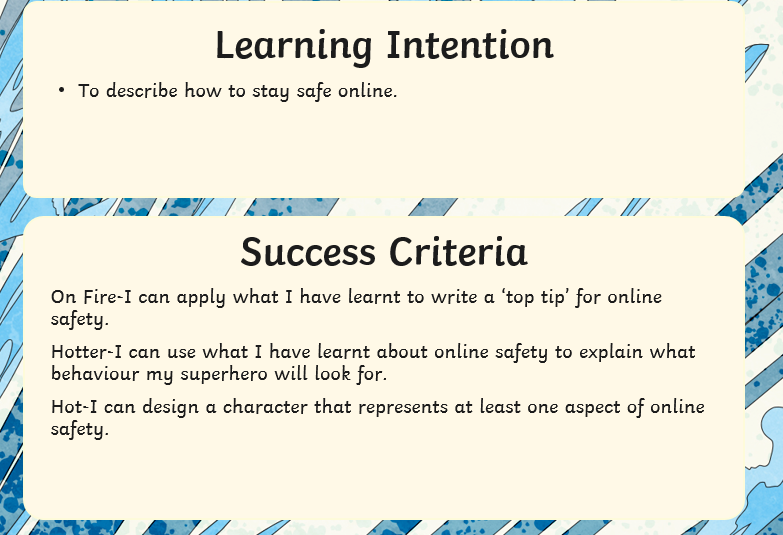 Learning Intention
• To describe how to stay safe online.
Success Criteria
On Fire-I can apply what I have learnt to write a ‘top tip’ for online
safety.
Hotter-I can use what I have learnt about online safety to explain what
behaviour my superhero will look for.
Hot-I can design a character that represents at least one aspect of online
safety.